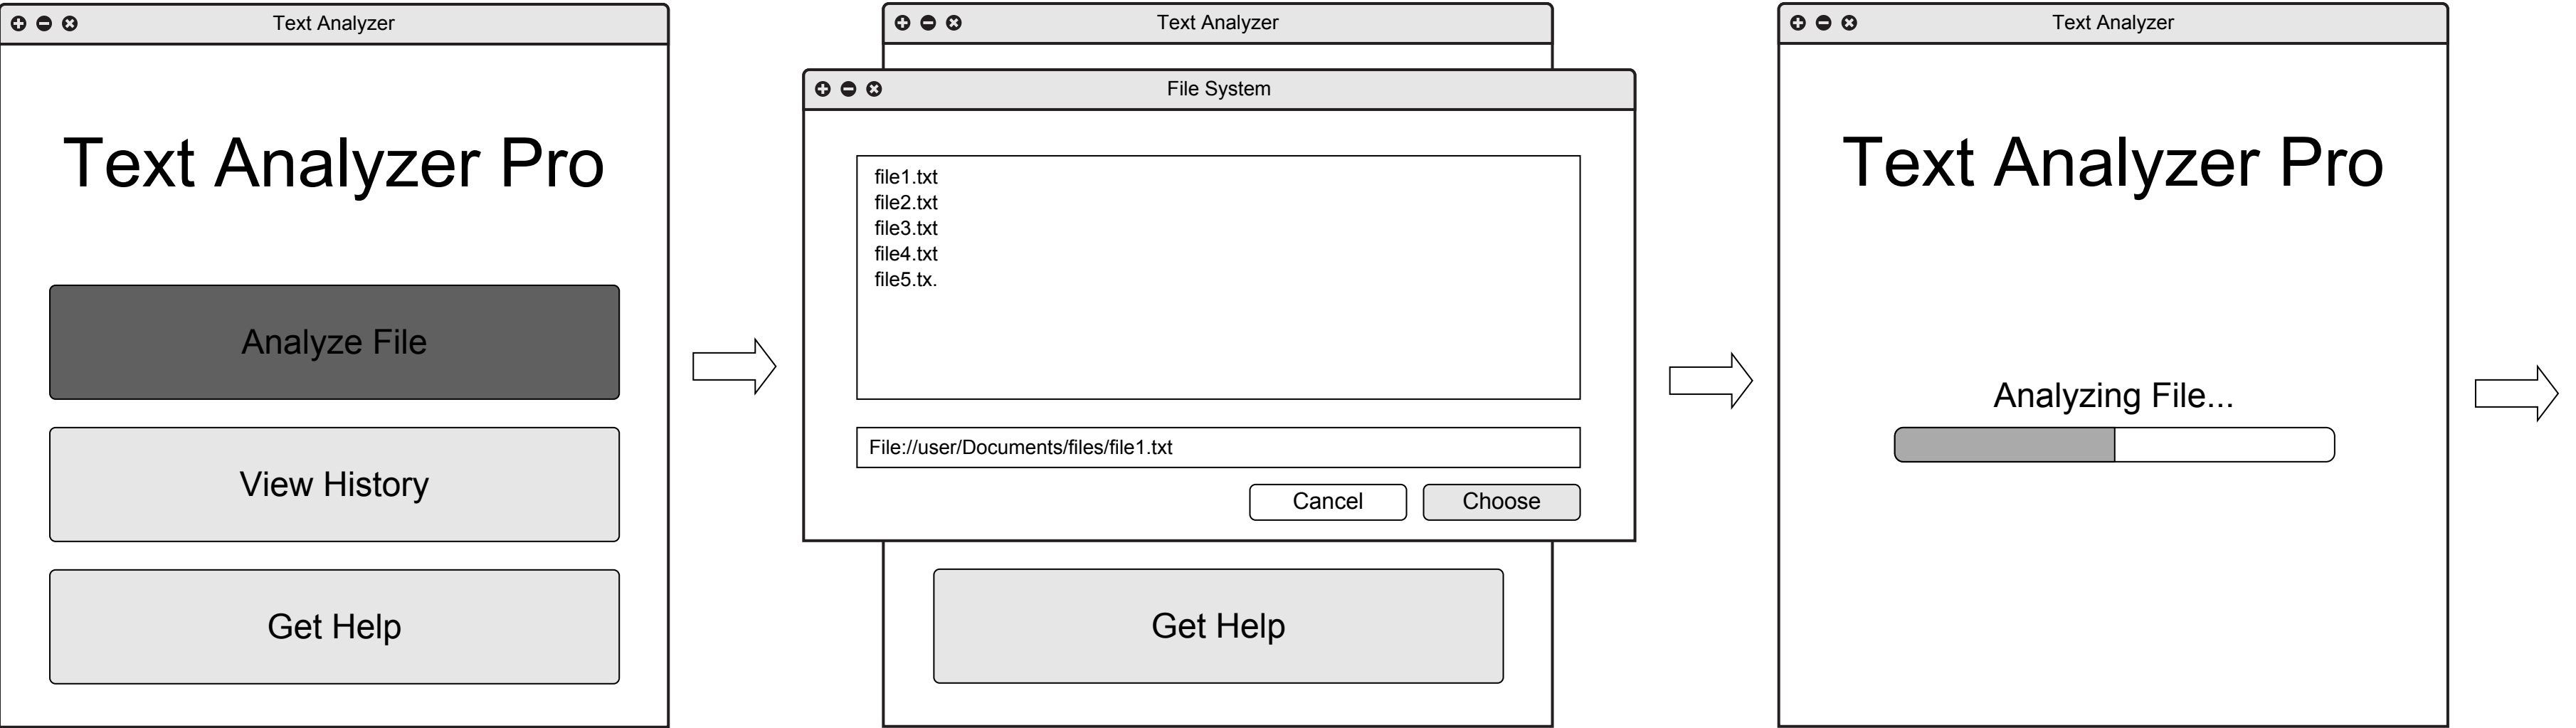 Text Analyzer
Text Analyzer Pro
Analyze File
View History
Get Help
Text Analyzer
File System
file1.txt
file2.txt
file3.txt
file4.txt
file5.tx.
File://user/Documents/files/file1.txt
Cancel
Choose
Get Help
Text Analyzer
Text Analyzer Pro
Analyzing File...